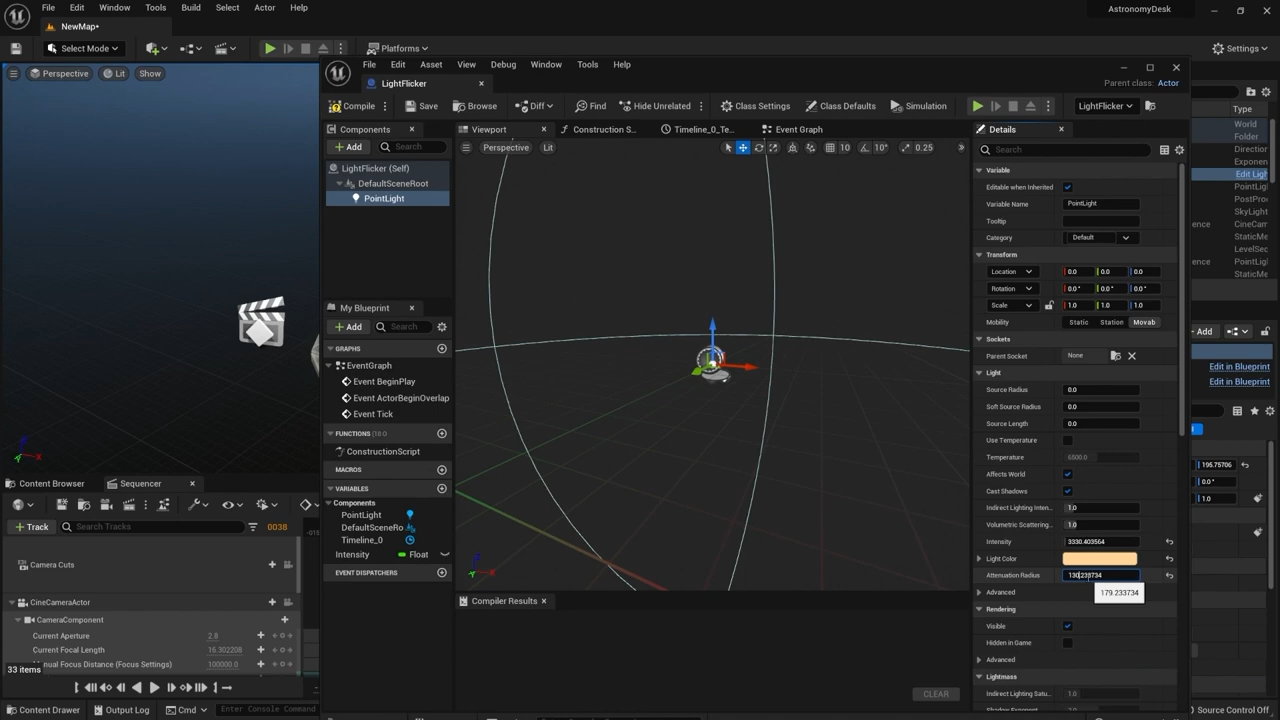 File Edit Window Tools Build Select Actor Help
AstronomyDesk
NewMap•
Select Mode
Platforms
Settings
Perspective Lit Show
File Edit Asset View Debug Window Tools Help
LightFlicker
Parent class: Actor
Compile Save Browse Diff Find Hide Unrelated Class Settings Class Defaults Simulation LightFlicker
Components
Add Search
LightFlicker (Self)
DefaultSceneRoot
PointLight
My Blueprint
Add Search
GRAPHS
EventGraph
Event BeginPlay
Event ActorBeginOverlap
Event Tick
FUNCTIONS (18 O
ConstructionScript
MACROS
VARIABLES
Components
PointLight
DefaultSceneRo
Timeline_0
Intensity Float
EVENT DISPATCHERS
Viewport Construction S... Timeline_0_Te... Event Graph
Perspective Lit 10 10° 0.25
Compiler Results
CLEAR
Details
Search
Variable
Editable when Inherited
Variable Name PointLight
Tooltip
Category Default
Transform
Location 0.0 0.0 0.0
Rotation 0.0° 0.0° 0.0°
Scale 1.0 1.0 1.0
Mobility Static Station Movab
Sockets
Parent Socket None
Light
Source Radius 0.0
Soft Source Radius 0.0
Source Length 0.0
Use Temperature
Temperature 6500.0
Affects World
Cast Shadows
Indirect Lighting Inten... 1.0
Volumetric Scattering... 1.0
Intensity 3330.403564
Light Color
Attenuation Radius 130.233734
179.233734
Advanced
Rendering
Visible
Hidden in Game
Advanced
Lightmass
Indirect Lighting Satu... 1.0
Type
World
Folder
Direction
Exponen
Edit Ligh
PointLig
PostPro
SkyLigh
ence CineCam
StaticMe
LevelSec
ence PointLig
StaticMe
Add
Edit in Blueprint
Edit in Blueprint
195.75706
0.0°
1.0
Content Browser Sequencer
Track Search Tracks 0038
Camera Cuts
CineCameraActor
CameraComponent
Current Aperture 2.8
Current Focal Length 16.302208
anual Focus Distance (Focus Settings) 100000.0
33 items
Content Drawer Output Log Cmd Enter Console Command
Source Control Off